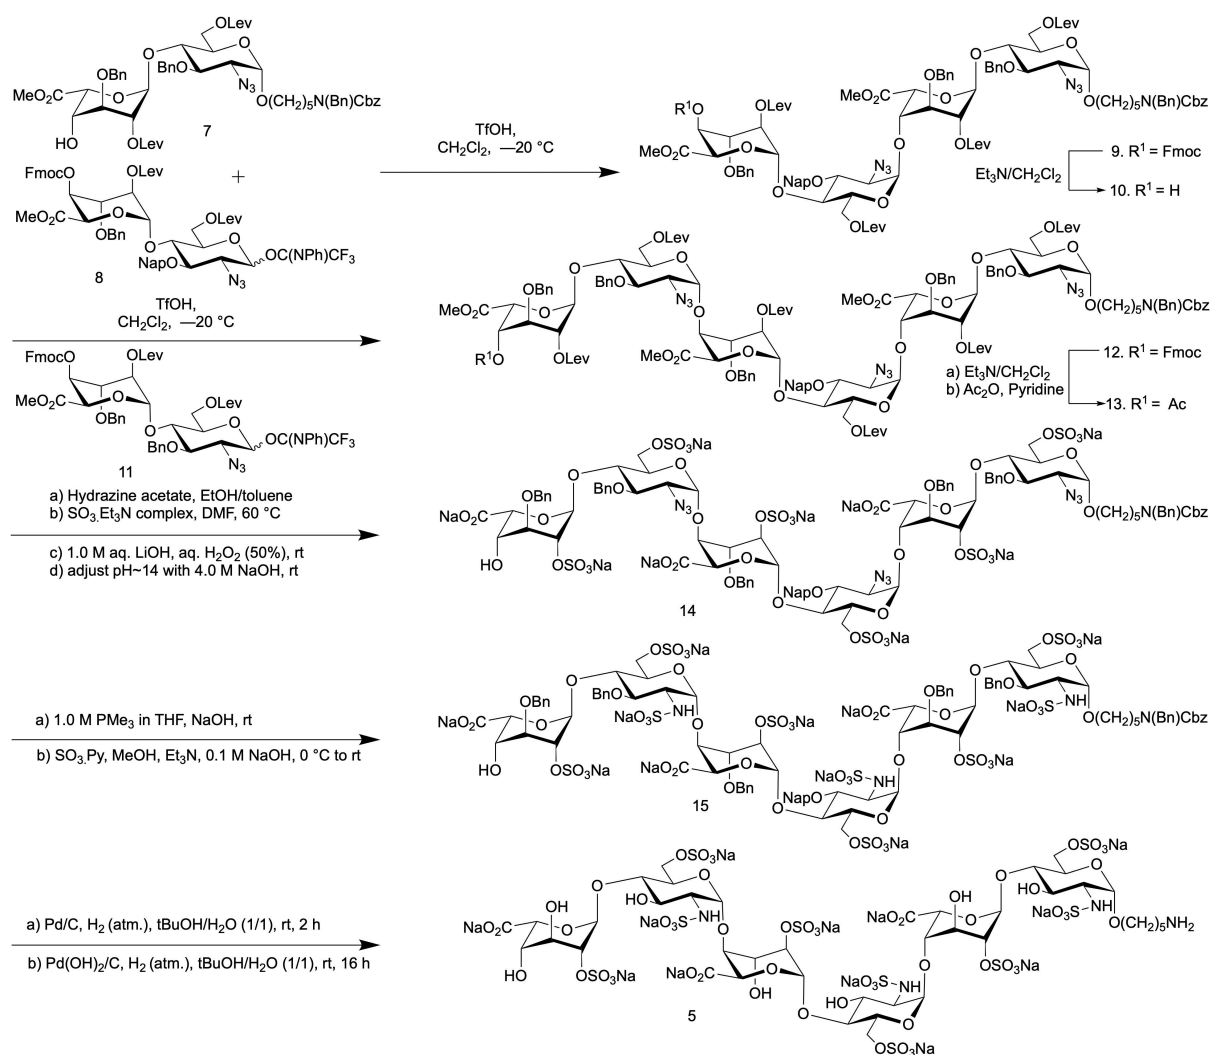 OLev
O
O
BnO
N₃
OBn
MeO₂C
O
O(CH₂)₅N(Bn)Cbz
HO
OLev
7
+
FmocO
OLev
MeO₂C
O
OBn
O
OLev
O
NapO
N₃
OC(NPh)CF₃
8
TfOH,
CH₂Cl₂, —20 °C
R¹O
OLev
MeO₂C
O
OBn
O
NapO
N₃
O
OLev
OBn
MeO₂C
O
O
OLev
O
OLev
O
BnO
N₃
O(CH₂)₅N(Bn)Cbz
Et₃N/CH₂Cl₂
9. R¹ = Fmoc
10. R¹ = H
TfOH,
CH₂Cl₂, —20 °C
FmocO
OLev
MeO₂C
O
OBn
O
OLev
O
BnO
N₃
OC(NPh)CF₃
11
OBn
MeO₂C
O
R¹O
OLev
O
OLev
O
BnO
N₃
O
OLev
MeO₂C
O
OBn
O
NapO
N₃
O
OLev
O
OBn
MeO₂C
O
OLev
O
OLev
O
BnO
N₃
O(CH₂)₅N(Bn)Cbz
a) Et₃N/CH₂Cl₂
b) Ac₂O, Pyridine
12. R¹ = Fmoc
13. R¹ = Ac
a) Hydrazine acetate, EtOH/toluene
b) SO₃.Et₃N complex, DMF, 60 °C
c) 1.0 M aq. LiOH, aq. H₂O₂ (50%), rt
d) adjust pH~14 with 4.0 M NaOH, rt
OBn
NaO₂C
O
HO
OSO₃Na
O
OSO₃Na
O
BnO
N₃
O
OSO₃Na
NaO₂C
O
OBn
O
NapO
N₃
O
OSO₃Na
O
OBn
NaO₂C
O
OSO₃Na
O
OSO₃Na
O
BnO
N₃
O(CH₂)₅N(Bn)Cbz
14
a) 1.0 M PMe₃ in THF, NaOH, rt
b) SO₃.Py, MeOH, Et₃N, 0.1 M NaOH, 0 °C to rt
OBn
NaO₂C
O
HO
OSO₃Na
O
OSO₃Na
O
BnO
NaO₃S—NH
O
OSO₃Na
NaO₂C
O
OBn
O
NapO
NaO₃S—NH
O
OSO₃Na
O
OBn
NaO₂C
O
OSO₃Na
O
OSO₃Na
O
BnO
NaO₃S—NH
O(CH₂)₅N(Bn)Cbz
15
a) Pd/C, H₂ (atm.), tBuOH/H₂O (1/1), rt, 2 h
b) Pd(OH)₂/C, H₂ (atm.), tBuOH/H₂O (1/1), rt, 16 h
OH
NaO₂C
O
HO
OSO₃Na
O
OSO₃Na
O
HO
NaO₃S—NH
O
OSO₃Na
NaO₂C
O
OH
O
HO
NaO₃S—NH
O
OSO₃Na
O
OH
NaO₂C
O
OSO₃Na
O
OSO₃Na
O
HO
NaO₃S—NH
O(CH₂)₅NH₂
5